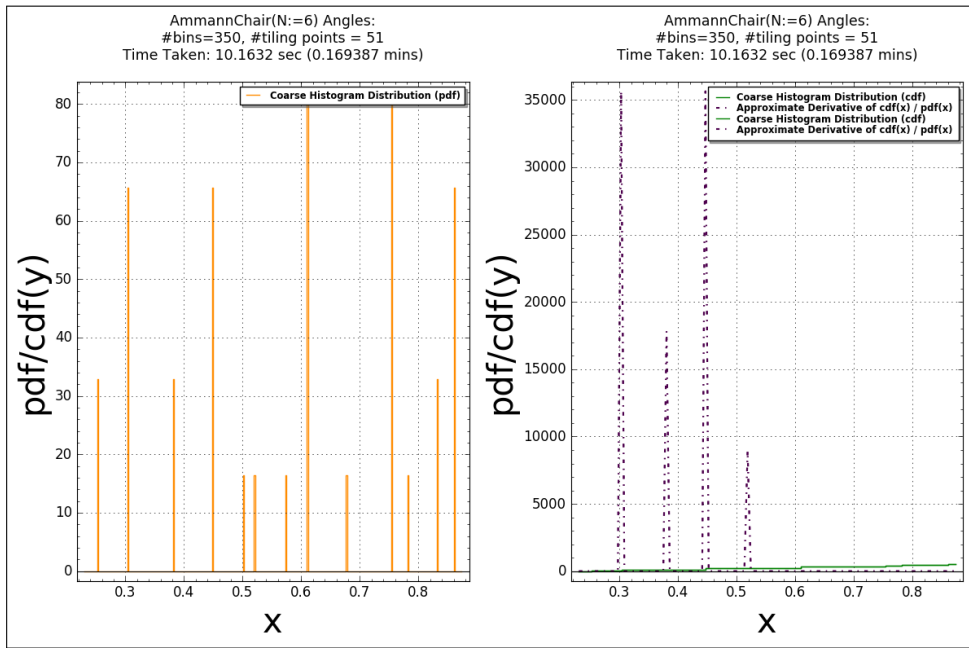 AmmannChair(N:=6) Angles:
#bins=350, #tiling points = 51
Time Taken: 10.1632 sec (0.169387 mins)
Coarse Histogram Distribution (pdf)
80
70
60
50
40
30
20
10
0
pdf/cdf(y)
0.3 0.4 0.5 0.6 0.7 0.8
x
AmmannChair(N:=6) Angles:
#bins=350, #tiling points = 51
Time Taken: 10.1632 sec (0.169387 mins)
Coarse Histogram Distribution (cdf)
Approximate Derivative of cdf(x) / pdf(x)
Coarse Histogram Distribution (cdf)
Approximate Derivative of cdf(x) / pdf(x)
35000
30000
25000
20000
15000
10000
5000
0
pdf/cdf(y)
0.3 0.4 0.5 0.6 0.7 0.8
x